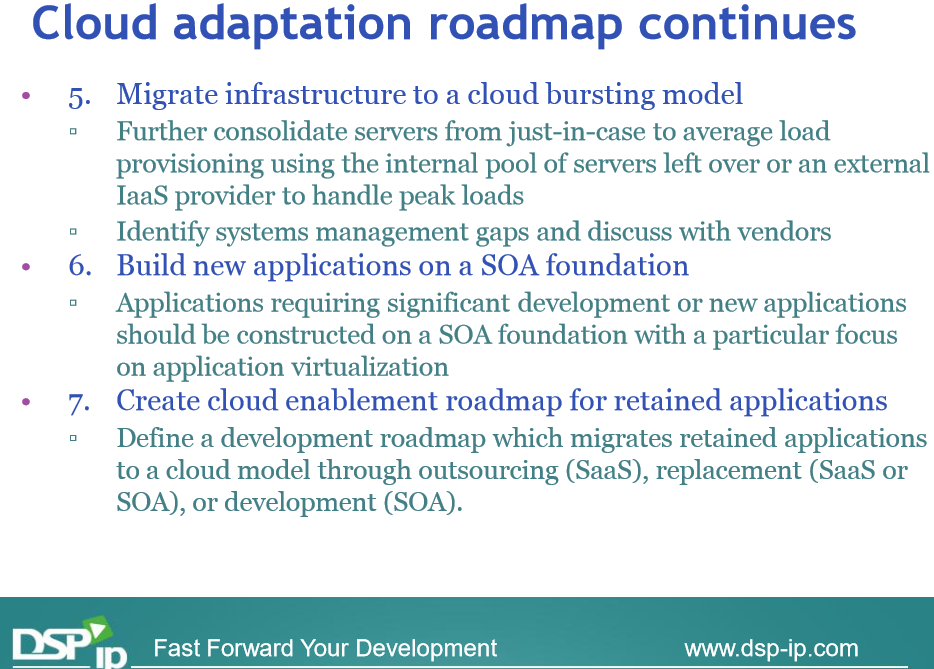 Cloud adaptation roadmap continues
• 5. Migrate infrastructure to a cloud bursting model
▫ Further consolidate servers from just-in-case to average load
provisioning using the internal pool of servers left over or an external
IaaS provider to handle peak loads
▫ Identify systems management gaps and discuss with vendors
• 6. Build new applications on a SOA foundation
▫ Applications requiring significant development or new applications
should be constructed on a SOA foundation with a particular focus
on application virtualization
• 7. Create cloud enablement roadmap for retained applications
▫ Define a development roadmap which migrates retained applications
to a cloud model through outsourcing (SaaS), replacement (SaaS or
SOA), or development (SOA).
DSP ip Fast Forward Your Development www.dsp-ip.com